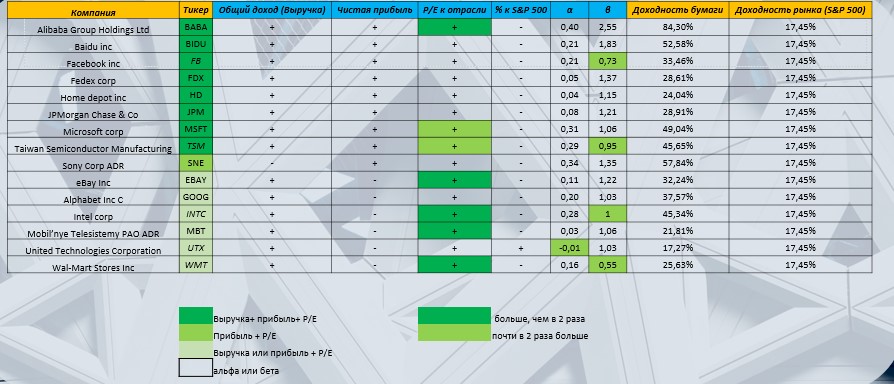 Компания Тикер Общий доход (Выручка) Чистая прибыль P/E к отрасли % к S&P 500 α β Доходность бумаги Доходность рынка (S&P 500)
Alibaba Group Holdings Ltd BABA + + + - 0,40 2,55 84,30% 17,45%
Baidu inc BIDU + + + - 0,21 1,83 52,58% 17,45%
Facebook inc FB + + + - 0,21 0,73 33,46% 17,45%
Fedex corp FDX + + + - 0,05 1,37 28,61% 17,45%
Home depot inc HD + + + - 0,04 1,15 24,04% 17,45%
JPMorgan Chase & Co JPM + + + - 0,08 1,21 28,91% 17,45%
Microsoft corp MSFT + + + - 0,31 1,06 49,04% 17,45%
Taiwan Semiconductor Manufacturing TSM + + + - 0,29 0,95 45,65% 17,45%
Sony Corp ADR SNE - + + - 0,34 1,35 57,84% 17,45%
eBay Inc EBAY + - + - 0,11 1,22 32,24% 17,45%
Alphabet Inc C GOOG + - + - 0,20 1,03 37,57% 17,45%
Intel corp INTC + - + - 0,28 1 45,34% 17,45%
Mobil'nye Telesistemy PAO ADR MBT + - + - 0,03 1,06 21,81% 17,45%
United Technologies Corporation UTX + - + + -0,01 1,03 17,27% 17,45%
Wal-Mart Stores Inc WMT + - + - 0,16 0,55 25,63% 17,45%
Выручка+ прибыль+ P/E больше, чем в 2 раза
Прибыль + P/E почти в 2 раза больше
Выручка или прибыль + P/E
альфа или бета